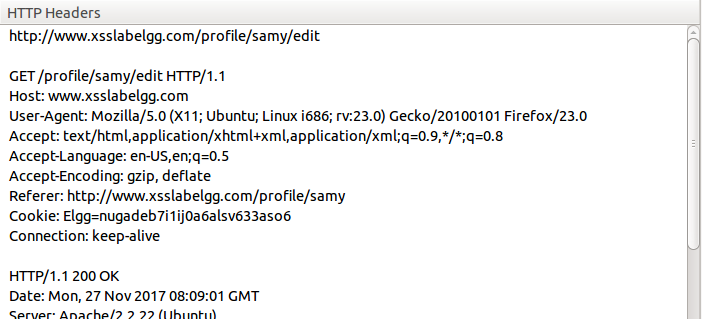 HTTP Headers
http://www.xsslabelgg.com/profile/samy/edit
GET /profile/samy/edit HTTP/1.1
Host: www.xsslabelgg.com
User-Agent: Mozilla/5.0 (X11; Ubuntu; Linux i686; rv:23.0) Gecko/20100101 Firefox/23.0
Accept: text/html,application/xhtml+xml,application/xml;q=0.9,*/*;q=0.8
Accept-Language: en-US,en;q=0.5
Accept-Encoding: gzip, deflate
Referer: http://www.xsslabelgg.com/profile/samy
Cookie: Elgg=nugadeb7i1ij0a6alsv633aso6
Connection: keep-alive
HTTP/1.1 200 OK
Date: Mon, 27 Nov 2017 08:09:01 GMT
Server: Apache/2.2.22 (Ubuntu)